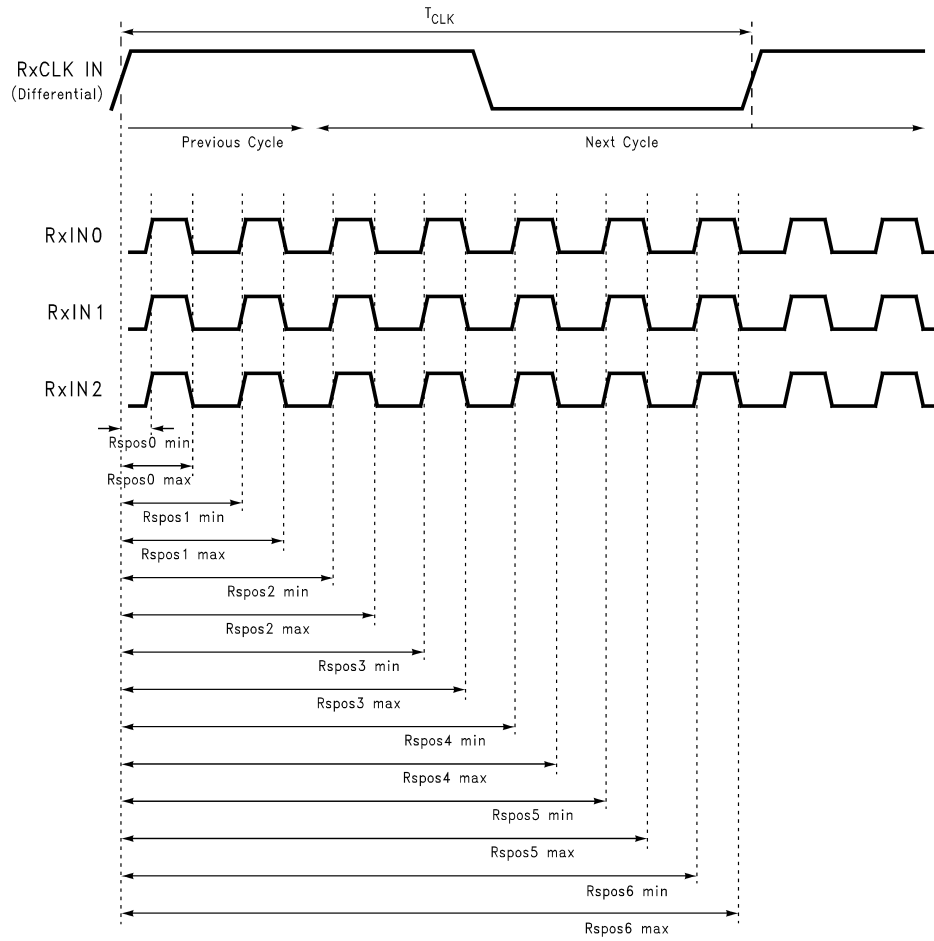 TCLK
RxCLK IN
(Differential)
Previous Cycle
Next Cycle
RxIN0
RxIN1
RxIN2
Rspos0 min
Rspos0 max
Rspos1 min
Rspos1 max
Rspos2 min
Rspos2 max
Rspos3 min
Rspos3 max
Rspos4 min
Rspos4 max
Rspos5 min
Rspos5 max
Rspos6 min
Rspos6 max